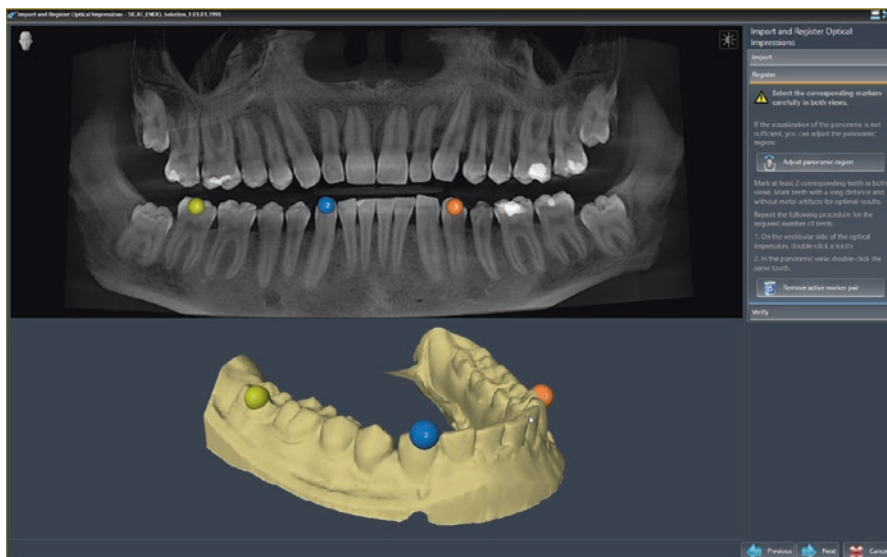 Import and Register Optical Impressions - SICAT_ENDO, Solution_1 01.01.1991
Import and Register Optical
Impressions
Import
Register
Select the corresponding markers
carefully in both views.
If the visualization of the panorama is not
sufficient, you can adjust the panoramic
region:
Adjust panoramic region
Mark at least 2 corresponding teeth in both
views. Mark teeth with a long distance and
without metal artifacts for optimal results.
Repeat the following procedure for the
required number of teeth:
1. On the vestibular side of the optical
impression, double-click a tooth.
2. In the panoramic view, double-click the
same tooth.
Remove active marker pair
Verify
2
3
2
Previous
Next
Cance